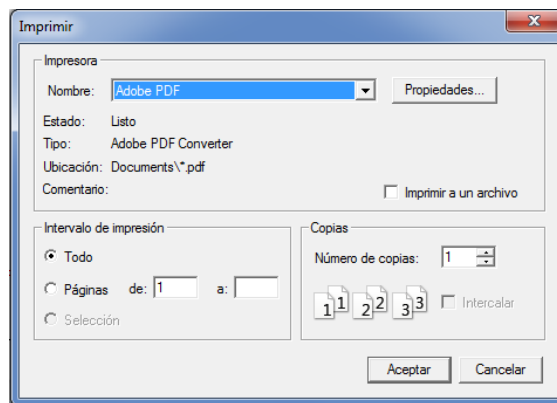 Imprimir
Impresora
Nombre: Adobe PDF Propiedades...
Estado: Listo
Tipo: Adobe PDF Converter
Ubicación: Documents\*.pdf
Comentario: Imprimir a un archivo
Intervalo de impresión
Todo
Páginas de: 1 a:
Selección
Copias
Número de copias: 1
1 1 2 2 3 3 Intercalar
Aceptar Cancelar